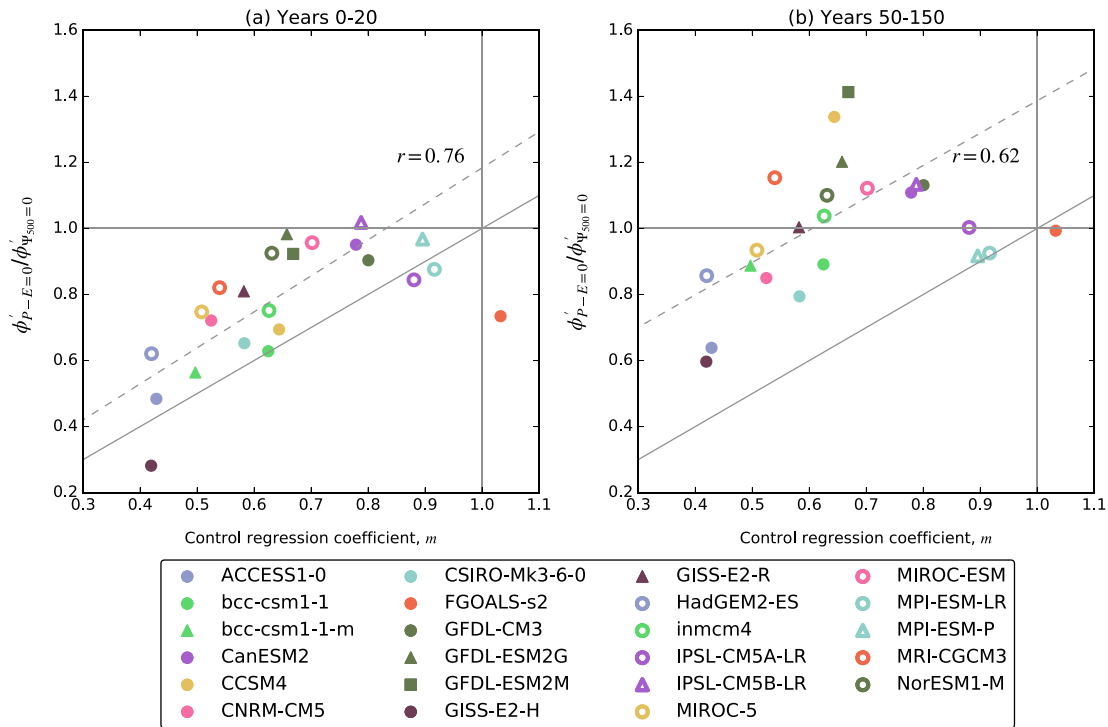 (a) Years 0-20
(b) Years 50-150
1.6
1.4
1.2
1.0
0.8
0.6
0.4
0.2
ϕ′P−E=0/ϕ′Ψ500=0
r=0.76
0.3 0.4 0.5 0.6 0.7 0.8 0.9 1.0 1.1
Control regression coefficient, m
1.6
1.4
1.2
1.0
0.8
0.6
0.4
0.2
ϕ′P−E=0/ϕ′Ψ500=0
r=0.62
0.3 0.4 0.5 0.6 0.7 0.8 0.9 1.0 1.1
Control regression coefficient, m
ACCESS1-0
bcc-csm1-1
bcc-csm1-1-m
CanESM2
CCSM4
CNRM-CM5
CSIRO-Mk3-6-0
FGOALS-s2
GFDL-CM3
GFDL-ESM2G
GFDL-ESM2M
GISS-E2-H
GISS-E2-R
HadGEM2-ES
inmcm4
IPSL-CM5A-LR
IPSL-CM5B-LR
MIROC-5
MIROC-ESM
MPI-ESM-LR
MPI-ESM-P
MRI-CGCM3
NorESM1-M